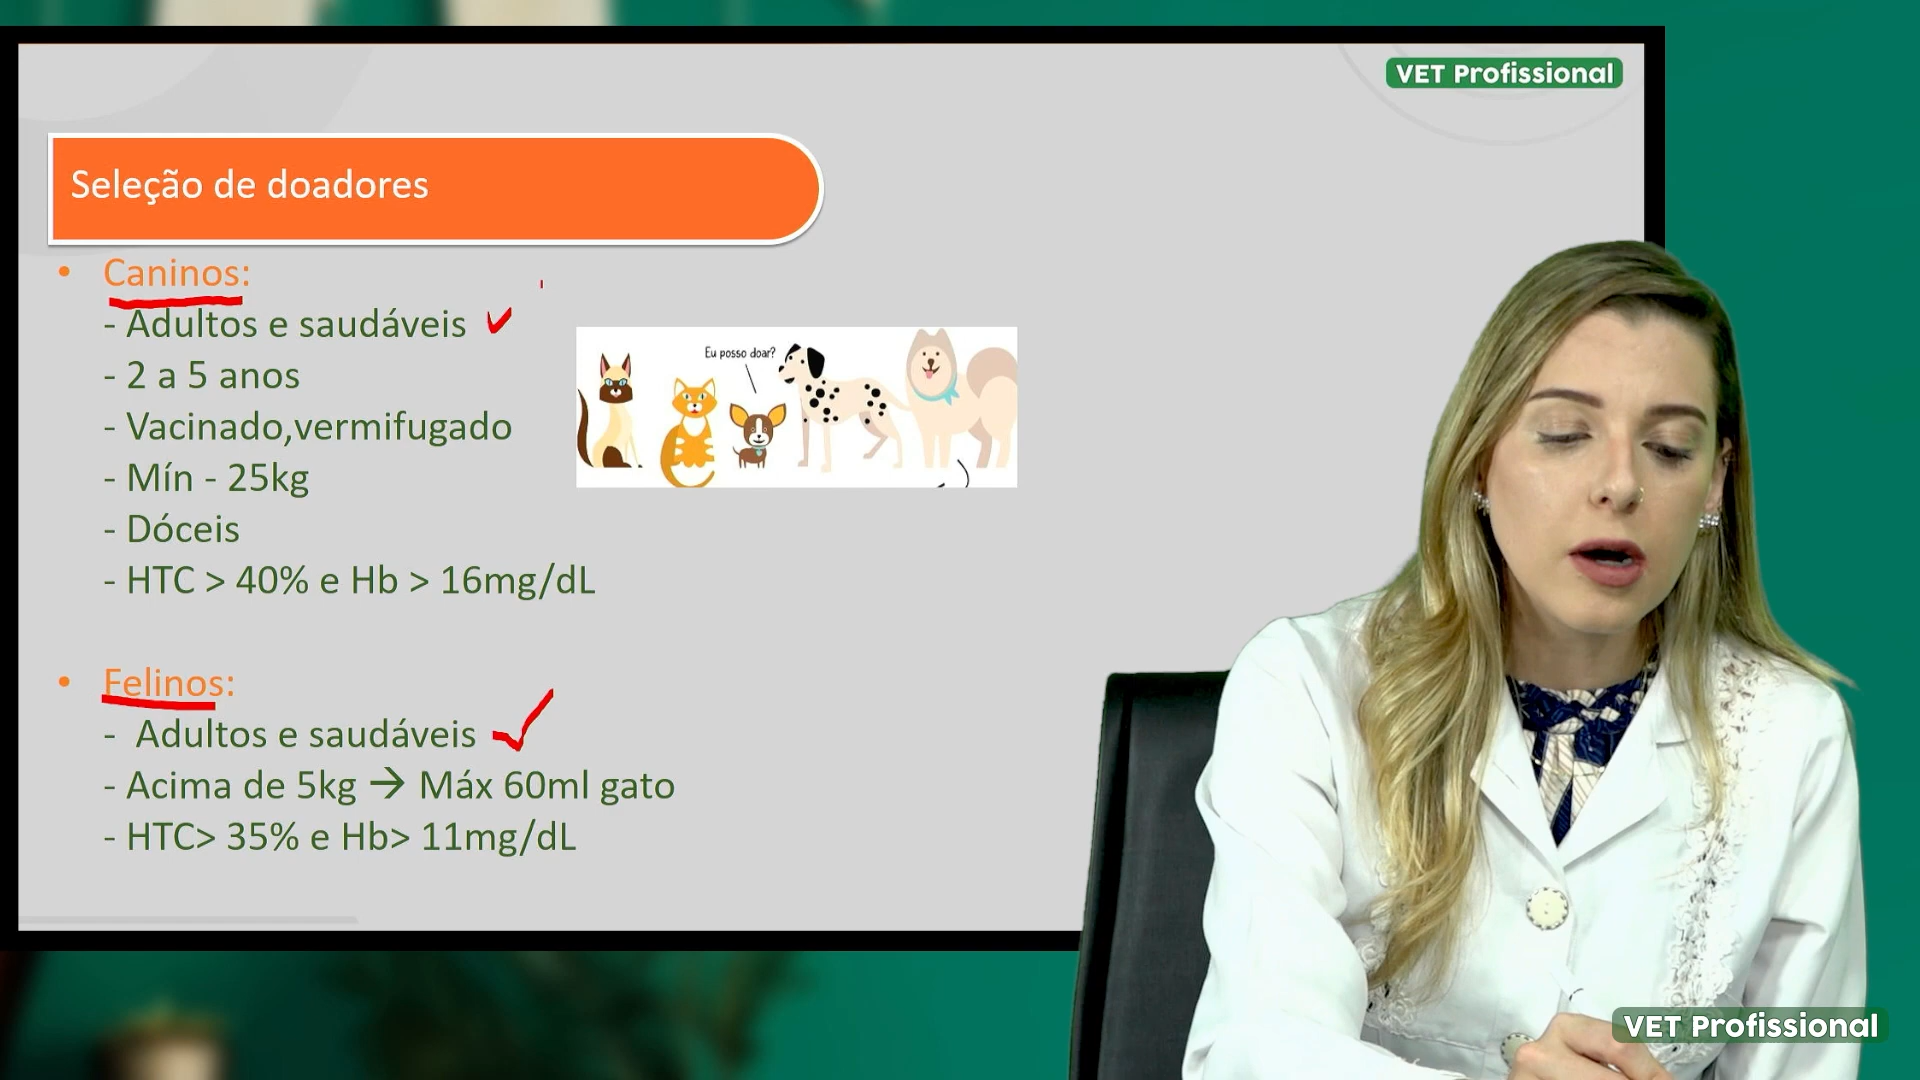 VET Profissional
Seleção de doadores
• Caninos:
- Adultos e saudáveis
- 2 a 5 anos
- Vacinado,vermifugado
- Mín - 25kg
- Dóceis
- HTC > 40% e Hb > 16mg/dL
Eu posso doar?
• Felinos:
- Adultos e saudáveis
- Acima de 5kg → Máx 60ml gato
- HTC> 35% e Hb> 11mg/dL
VET Profissional